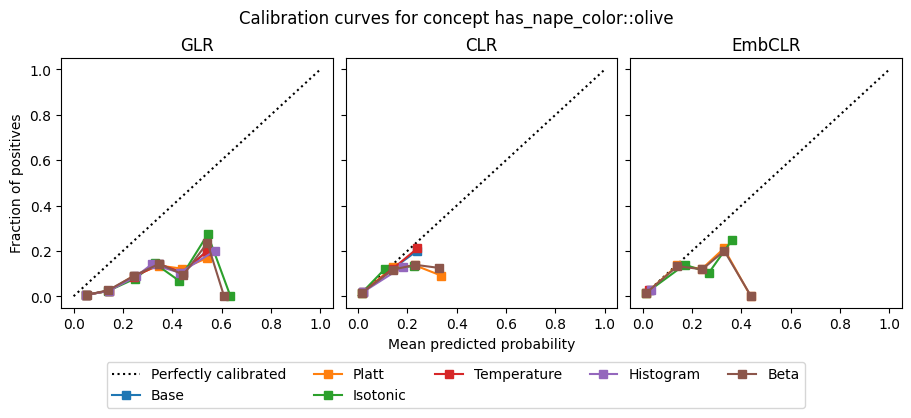 Calibration curves for concept has_nape_color::olive
GLR
CLR
EmbCLR
1.0
0.8
0.6
0.4
0.2
0.0
Fraction of positives
0.0 0.2 0.4 0.6 0.8 1.0
0.0 0.2 0.4 0.6 0.8 1.0
0.0 0.2 0.4 0.6 0.8 1.0
Mean predicted probability
Perfectly calibrated Platt Temperature Histogram Beta
Base Isotonic